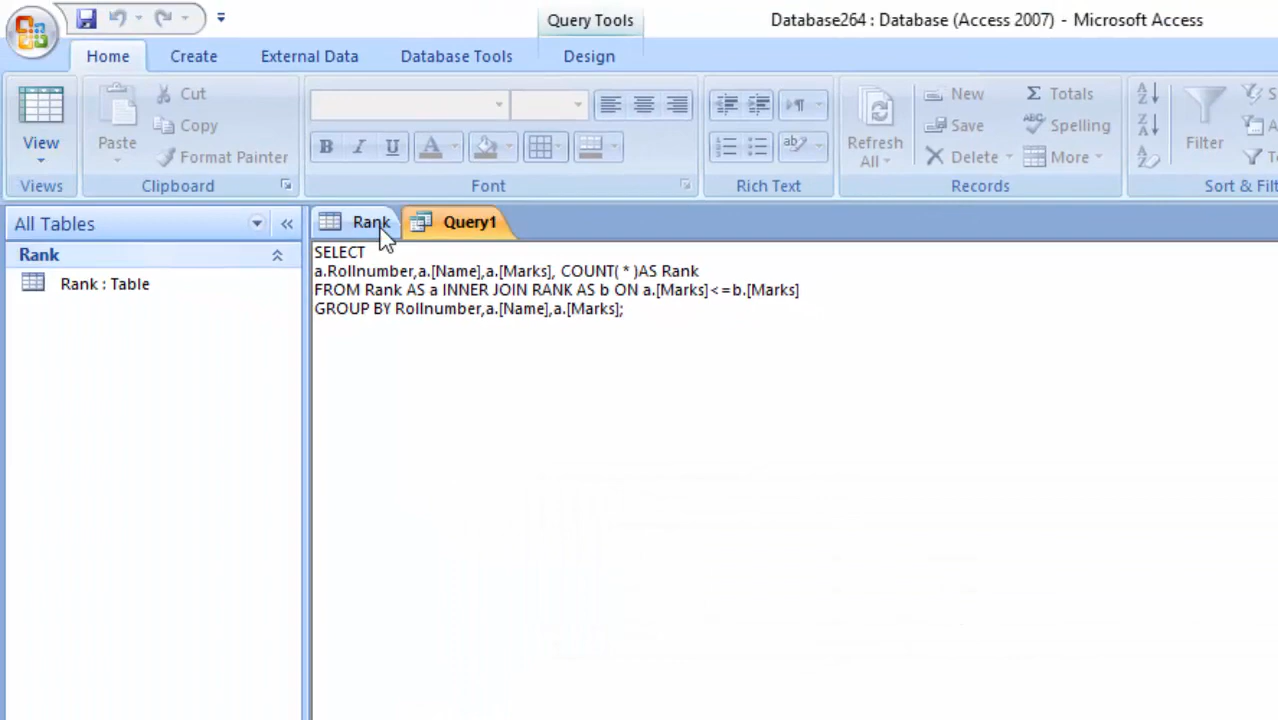 Query Tools
Database264 : Database (Access 2007) - Microsoft Access
Home
Create
External Data
Database Tools
Design
View
Paste
Cut
Copy
Format Painter
B I U
A
ab
Refresh
All
New
Save
Delete
Σ Totals
ABC
Spelling
More
A
Z
Z
A
A
Z
Filter
S
Views
Clipboard
Font
Rich Text
Records
Sort &
All Tables
Rank
Query1
Rank
Rank : Table
SELECT
a.Rollnumber,a.[Name],a.[Marks], COUNT( * )AS Rank
FROM Rank AS a INNER JOIN RANK AS b ON a.[Marks]<=b.[Marks]
GROUP BY Rollnumber,a.[Name],a.[Marks];